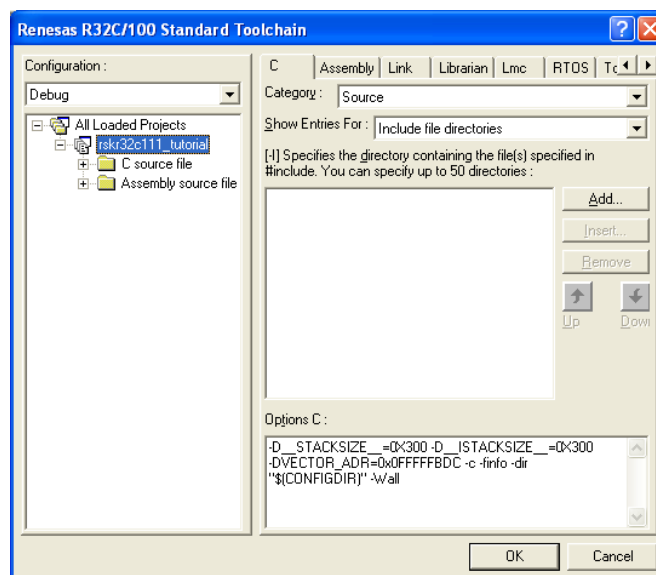 Renesas R32C/100 Standard Toolchain
Configuration :
Debug
All Loaded Projects
rskr32c111_tutorial
C source file
Assembly source file
C Assembly Link Librarian Lmc RTOS
Category : Source
Show Entries For : Include file directories
[-I] Specifies the directory containing the file(s) specified in
#include. You can specify up to 50 directories :
Add...
Insert...
Remove
Up Down
Options C :
-D__STACKSIZE__=0X300 -D__ISTACKSIZE__=0X300
-DVECTOR_ADR=0x0FFFFFBDC -c -finfo -dir
"$(CONFIGDIR)" -Wall
OK Cancel